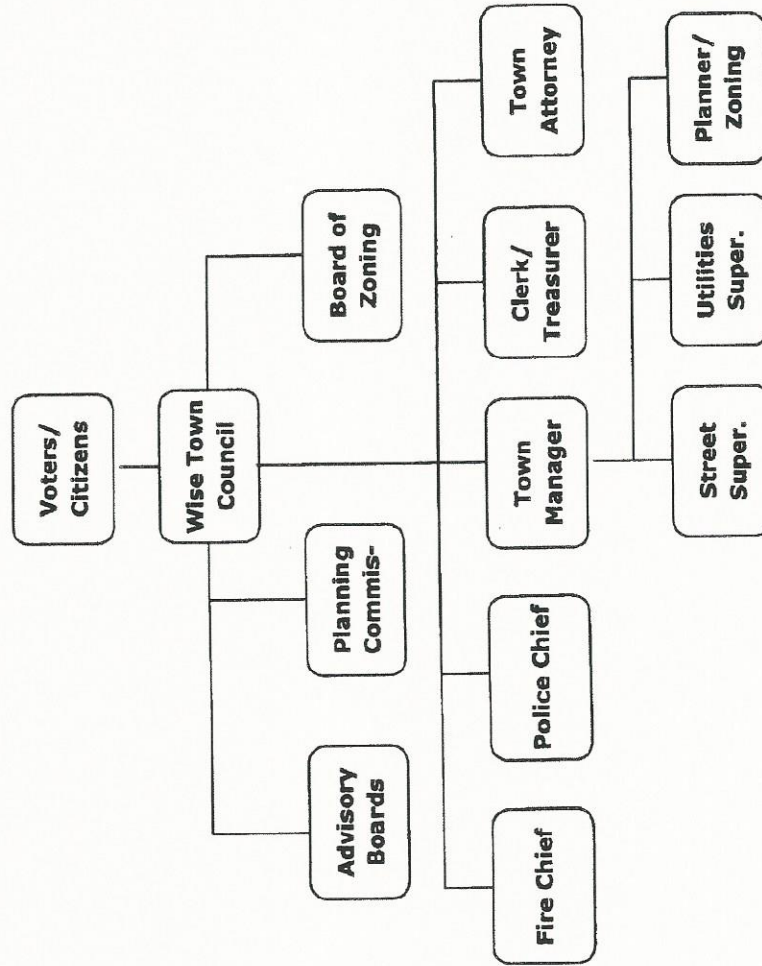 Voters/
Citizens
Wise Town
Council
Advisory
Boards
Planning
Commis-
Board of
Zoning
Fire Chief
Police Chief
Town
Manager
Clerk/
Treasurer
Town
Attorney
Street
Super.
Utilities
Super.
Planner/
Zoning